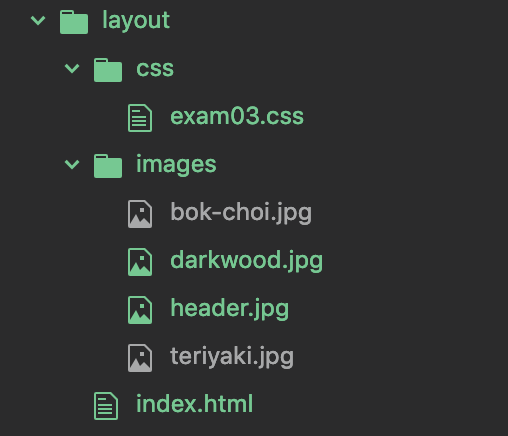 layout
css
exam03.css
images
bok-choi.jpg
darkwood.jpg
header.jpg
teriyaki.jpg
index.html